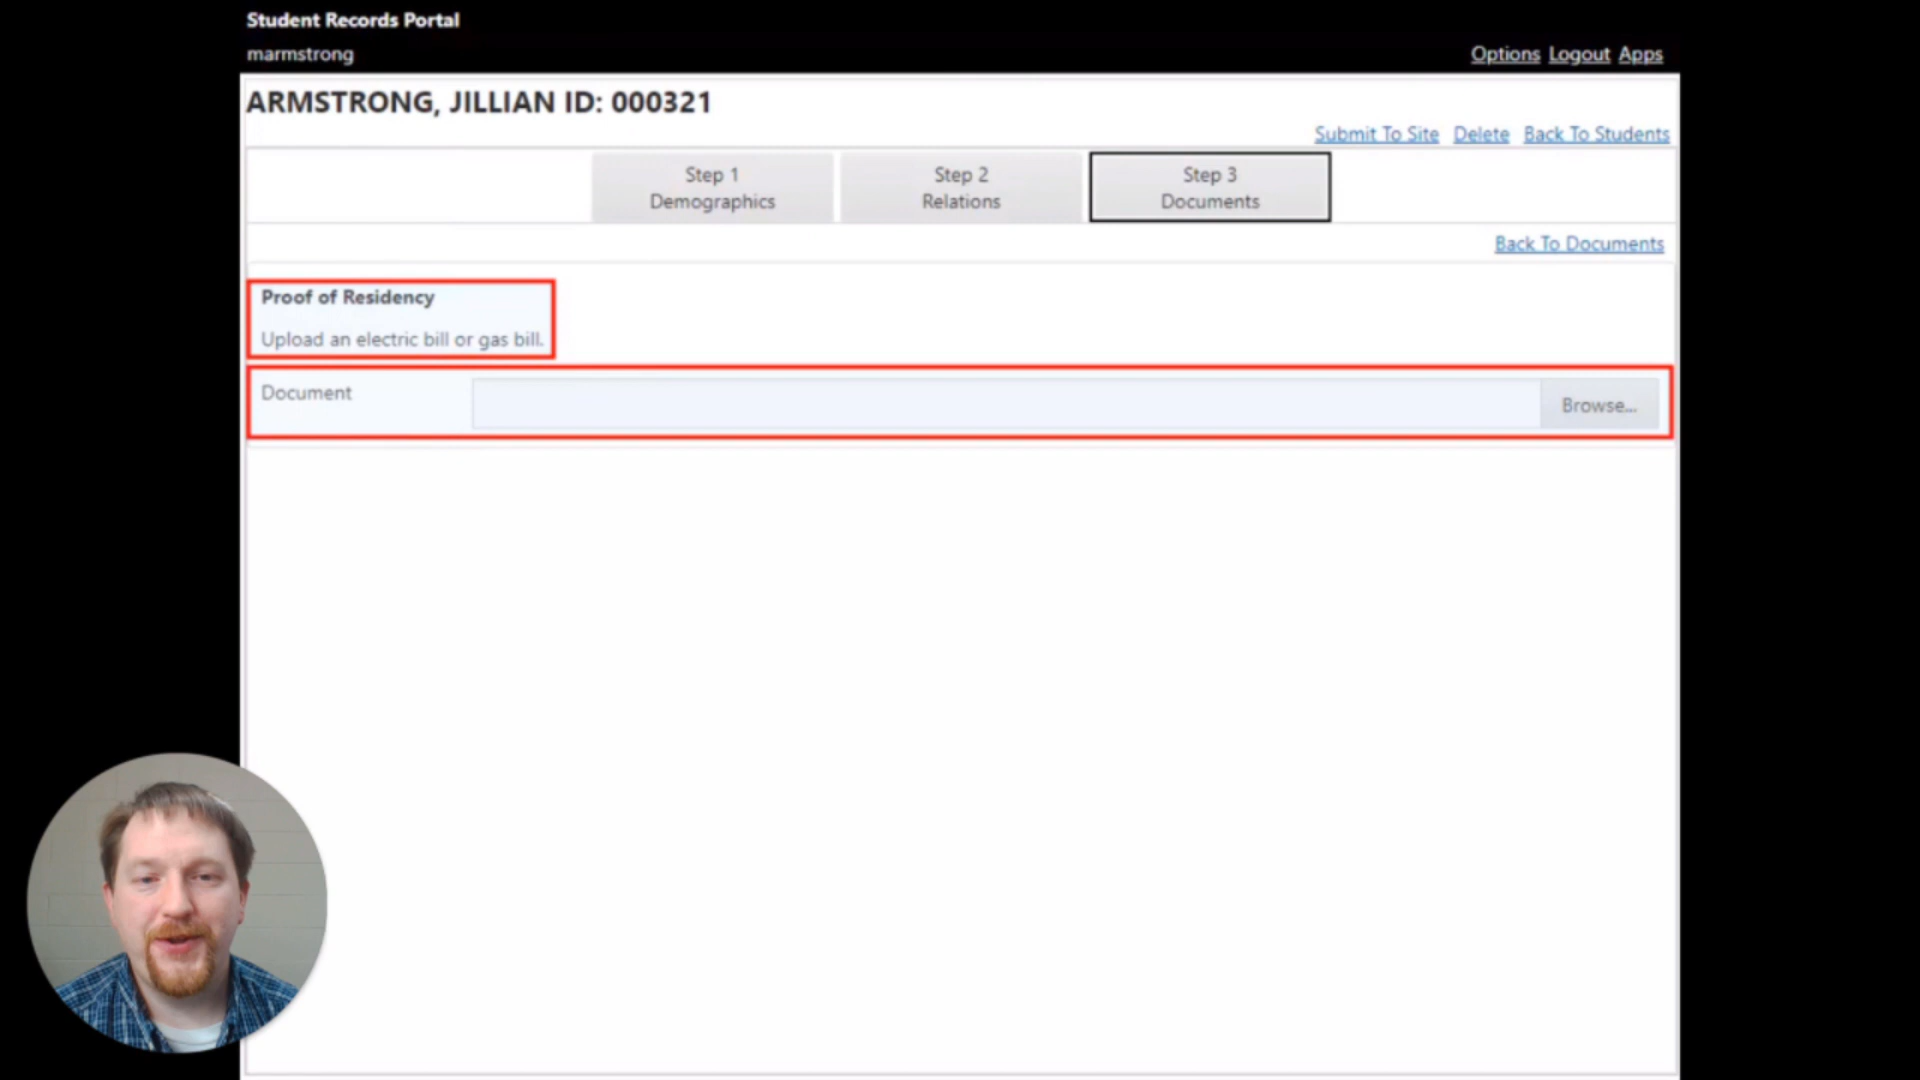 Student Records Portal
marmstrong
Options Logout Apps
ARMSTRONG, JILLIAN ID: 000321
Submit To Site Delete Back To Students
Step 1
Demographics
Step 2
Relations
Step 3
Documents
Back To Documents
Proof of Residency
Upload an electric bill or gas bill.
Document
Browse...